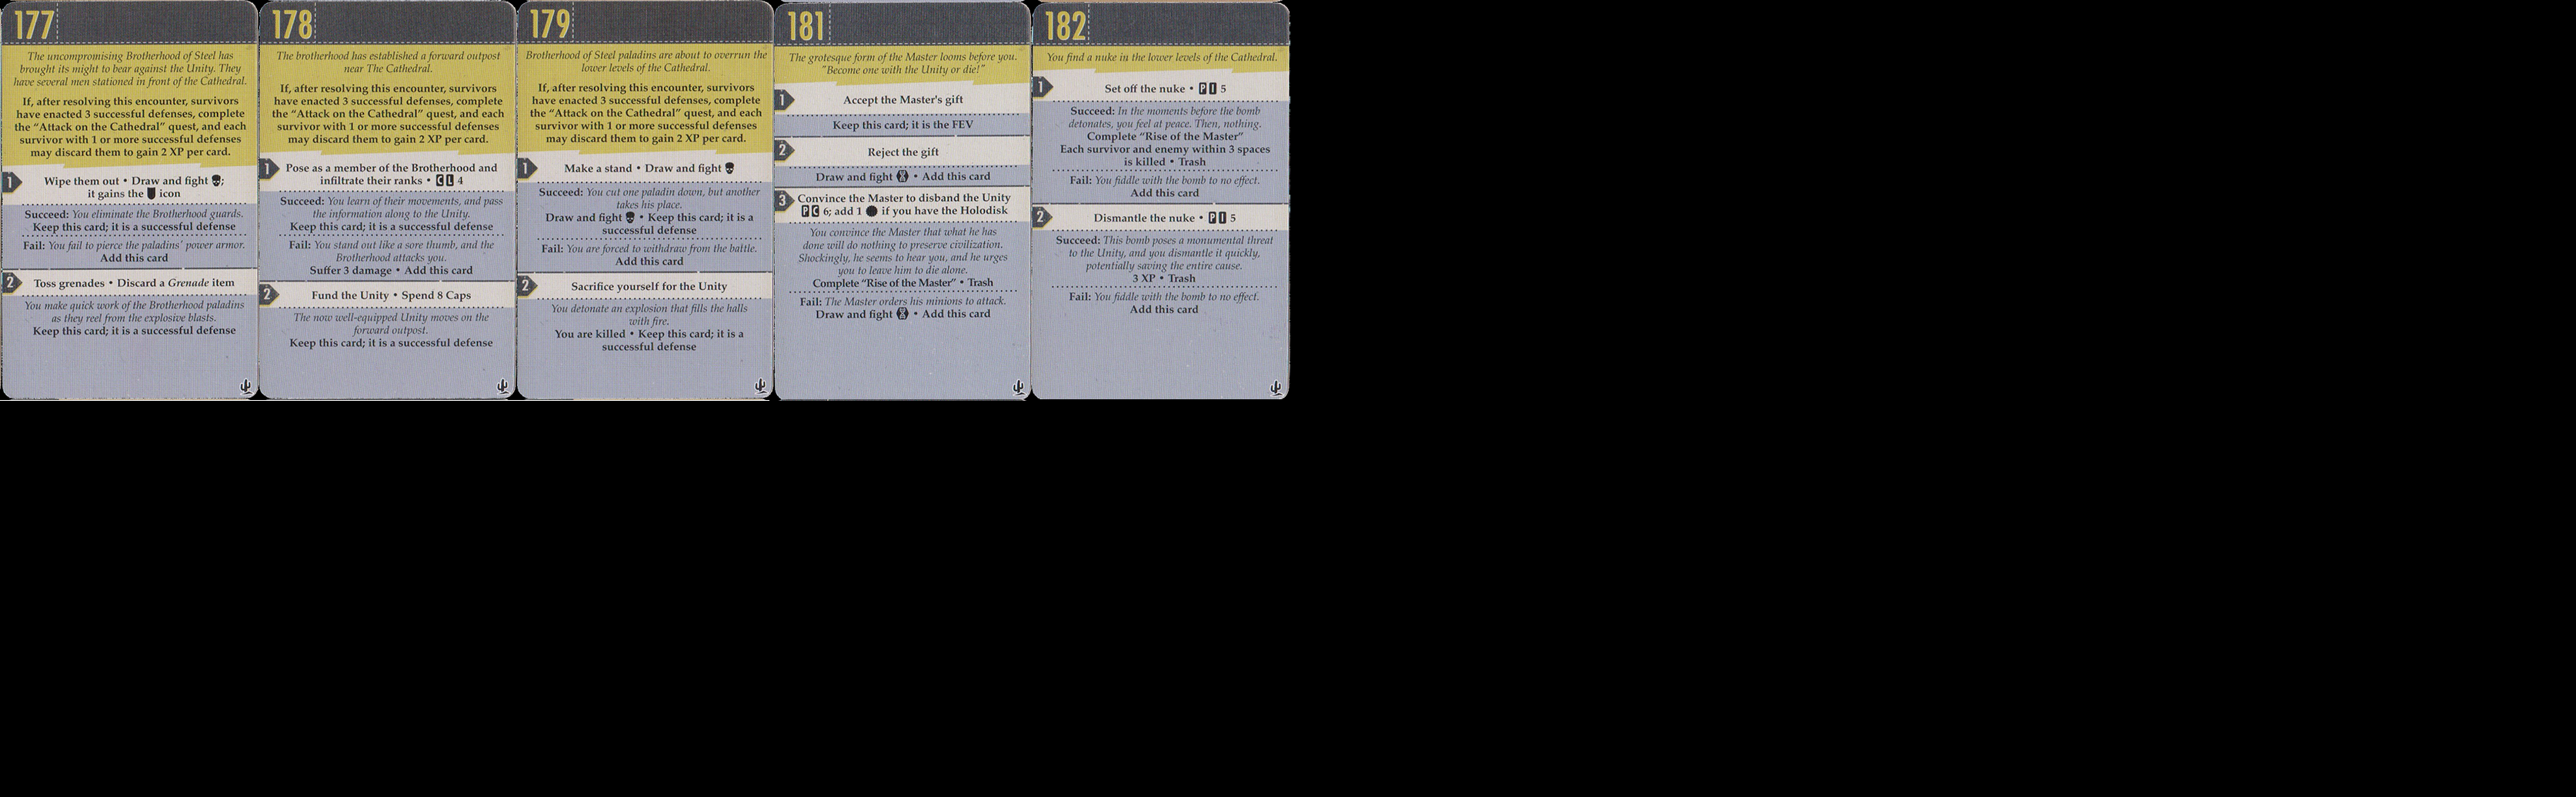 177
The uncompromising Brotherhood of Steel has
brought its might to bear against the Unity. They
have several men stationed in front of the Cathedral.
If, after resolving this encounter, survivors
have enacted 3 successful defenses, complete
the "Attack on the Cathedral" quest, and each
survivor with 1 or more successful defenses
may discard them to gain 2 XP per card.
1
Wipe them out • Draw and fight ;
it gains the icon
Succeed: You eliminate the Brotherhood guards.
Keep this card; it is a successful defense
Fail: You fail to pierce the paladins' power armor.
Add this card
2
Toss grenades • Discard a Grenade item
You make quick work of the Brotherhood paladins
as they reel from the explosive blasts.
Keep this card; it is a successful defense
178
The brotherhood has established a forward outpost
near The Cathedral.
If, after resolving this encounter, survivors
have enacted 3 successful defenses, complete
the "Attack on the Cathedral" quest, and each
survivor with 1 or more successful defenses
may discard them to gain 2 XP per card.
1
Pose as a member of the Brotherhood and
infiltrate their ranks • C L 4
Succeed: You learn of their movements, and pass
the information along to the Unity.
Keep this card; it is a successful defense
Fail: You stand out like a sore thumb, and the
Brotherhood attacks you.
Suffer 3 damage • Add this card
2
Fund the Unity • Spend 8 Caps
The now well-equipped Unity moves on the
forward outpost.
Keep this card; it is a successful defense
179
Brotherhood of Steel paladins are about to overrun the
lower levels of the Cathedral.
If, after resolving this encounter, survivors
have enacted 3 successful defenses, complete
the "Attack on the Cathedral" quest, and each
survivor with 1 or more successful defenses
may discard them to gain 2 XP per card.
1
Make a stand • Draw and fight
Succeed: You cut one paladin down, but another
takes his place.
Draw and fight • Keep this card; it is a
successful defense
Fail: You are forced to withdraw from the battle.
Add this card
2
Sacrifice yourself for the Unity
You detonate an explosion that fills the halls
with fire.
You are killed • Keep this card; it is a
successful defense
181
The grotesque form of the Master looms before you.
"Become one with the Unity or die!"
1
Accept the Master's gift
Keep this card; it is the FEV
2
Reject the gift
Draw and fight • Add this card
3
Convince the Master to disband the Unity
P C 6; add 1 if you have the Holodisk
You convince the Master that what he has
done will do nothing to preserve civilization.
Shockingly, he seems to hear you, and he urges
you to leave him to die alone.
Complete "Rise of the Master" • Trash
Fail: The Master orders his minions to attack.
Draw and fight • Add this card
182
You find a nuke in the lower levels of the Cathedral.
1
Set off the nuke • P I 5
Succeed: In the moments before the bomb
detonates, you feel at peace. Then, nothing.
Complete "Rise of the Master"
Each survivor and enemy within 3 spaces
is killed • Trash
Fail: You fiddle with the bomb to no effect.
Add this card
2
Dismantle the nuke • P I 5
Succeed: This bomb poses a monumental threat
to the Unity, and you dismantle it quickly,
potentially saving the entire cause.
3 XP • Trash
Fail: You fiddle with the bomb to no effect.
Add this card